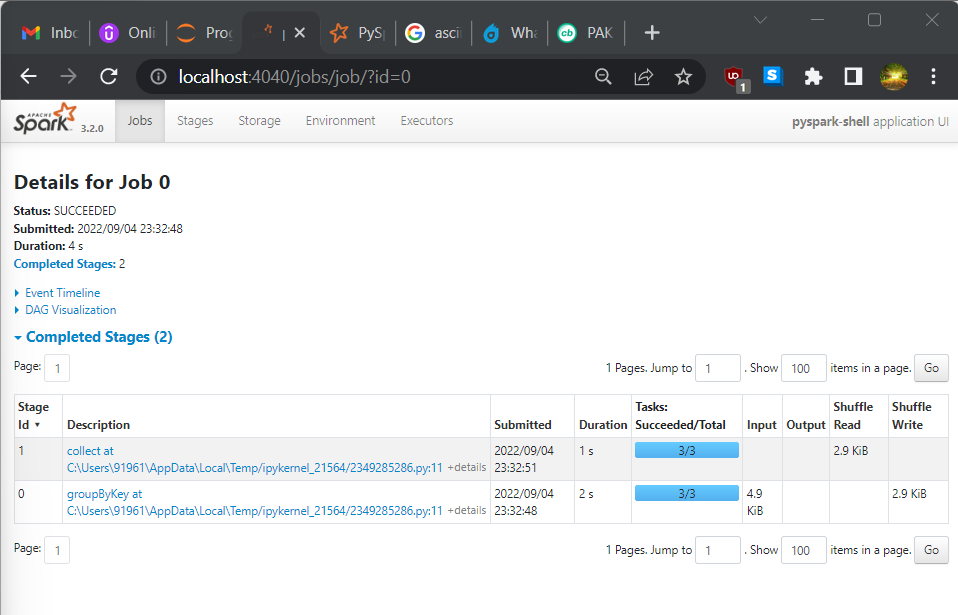 Inbc
Onli
Prog
PyS
ascii
Wha
cb
PAK
localhost:4040/jobs/job/?id=0
UD
1
S
APACHE
Spark 3.2.0
Jobs
Stages
Storage
Environment
Executors
pyspark-shell application UI
Details for Job 0
Status: SUCCEEDED
Submitted: 2022/09/04 23:32:48
Duration: 4 s
Completed Stages: 2
Event Timeline
DAG Visualization
Completed Stages (2)
Page: 1
1 Pages. Jump to 1 . Show 100 items in a page. Go
Stage Id
Description
Submitted
Duration
Tasks: Succeeded/Total
Input
Output
Shuffle Read
Shuffle Write
1
collect at
C:\Users\91961\AppData\Local\Temp/ipykernel_21564/2349285286.py:11 +details
2022/09/04
23:32:51
1 s
3/3
2.9 KiB
0
groupByKey at
C:\Users\91961\AppData\Local\Temp/ipykernel_21564/2349285286.py:11 +details
2022/09/04
23:32:48
2 s
3/3
4.9
KiB
2.9 KiB
Page: 1
1 Pages. Jump to 1 . Show 100 items in a page. Go